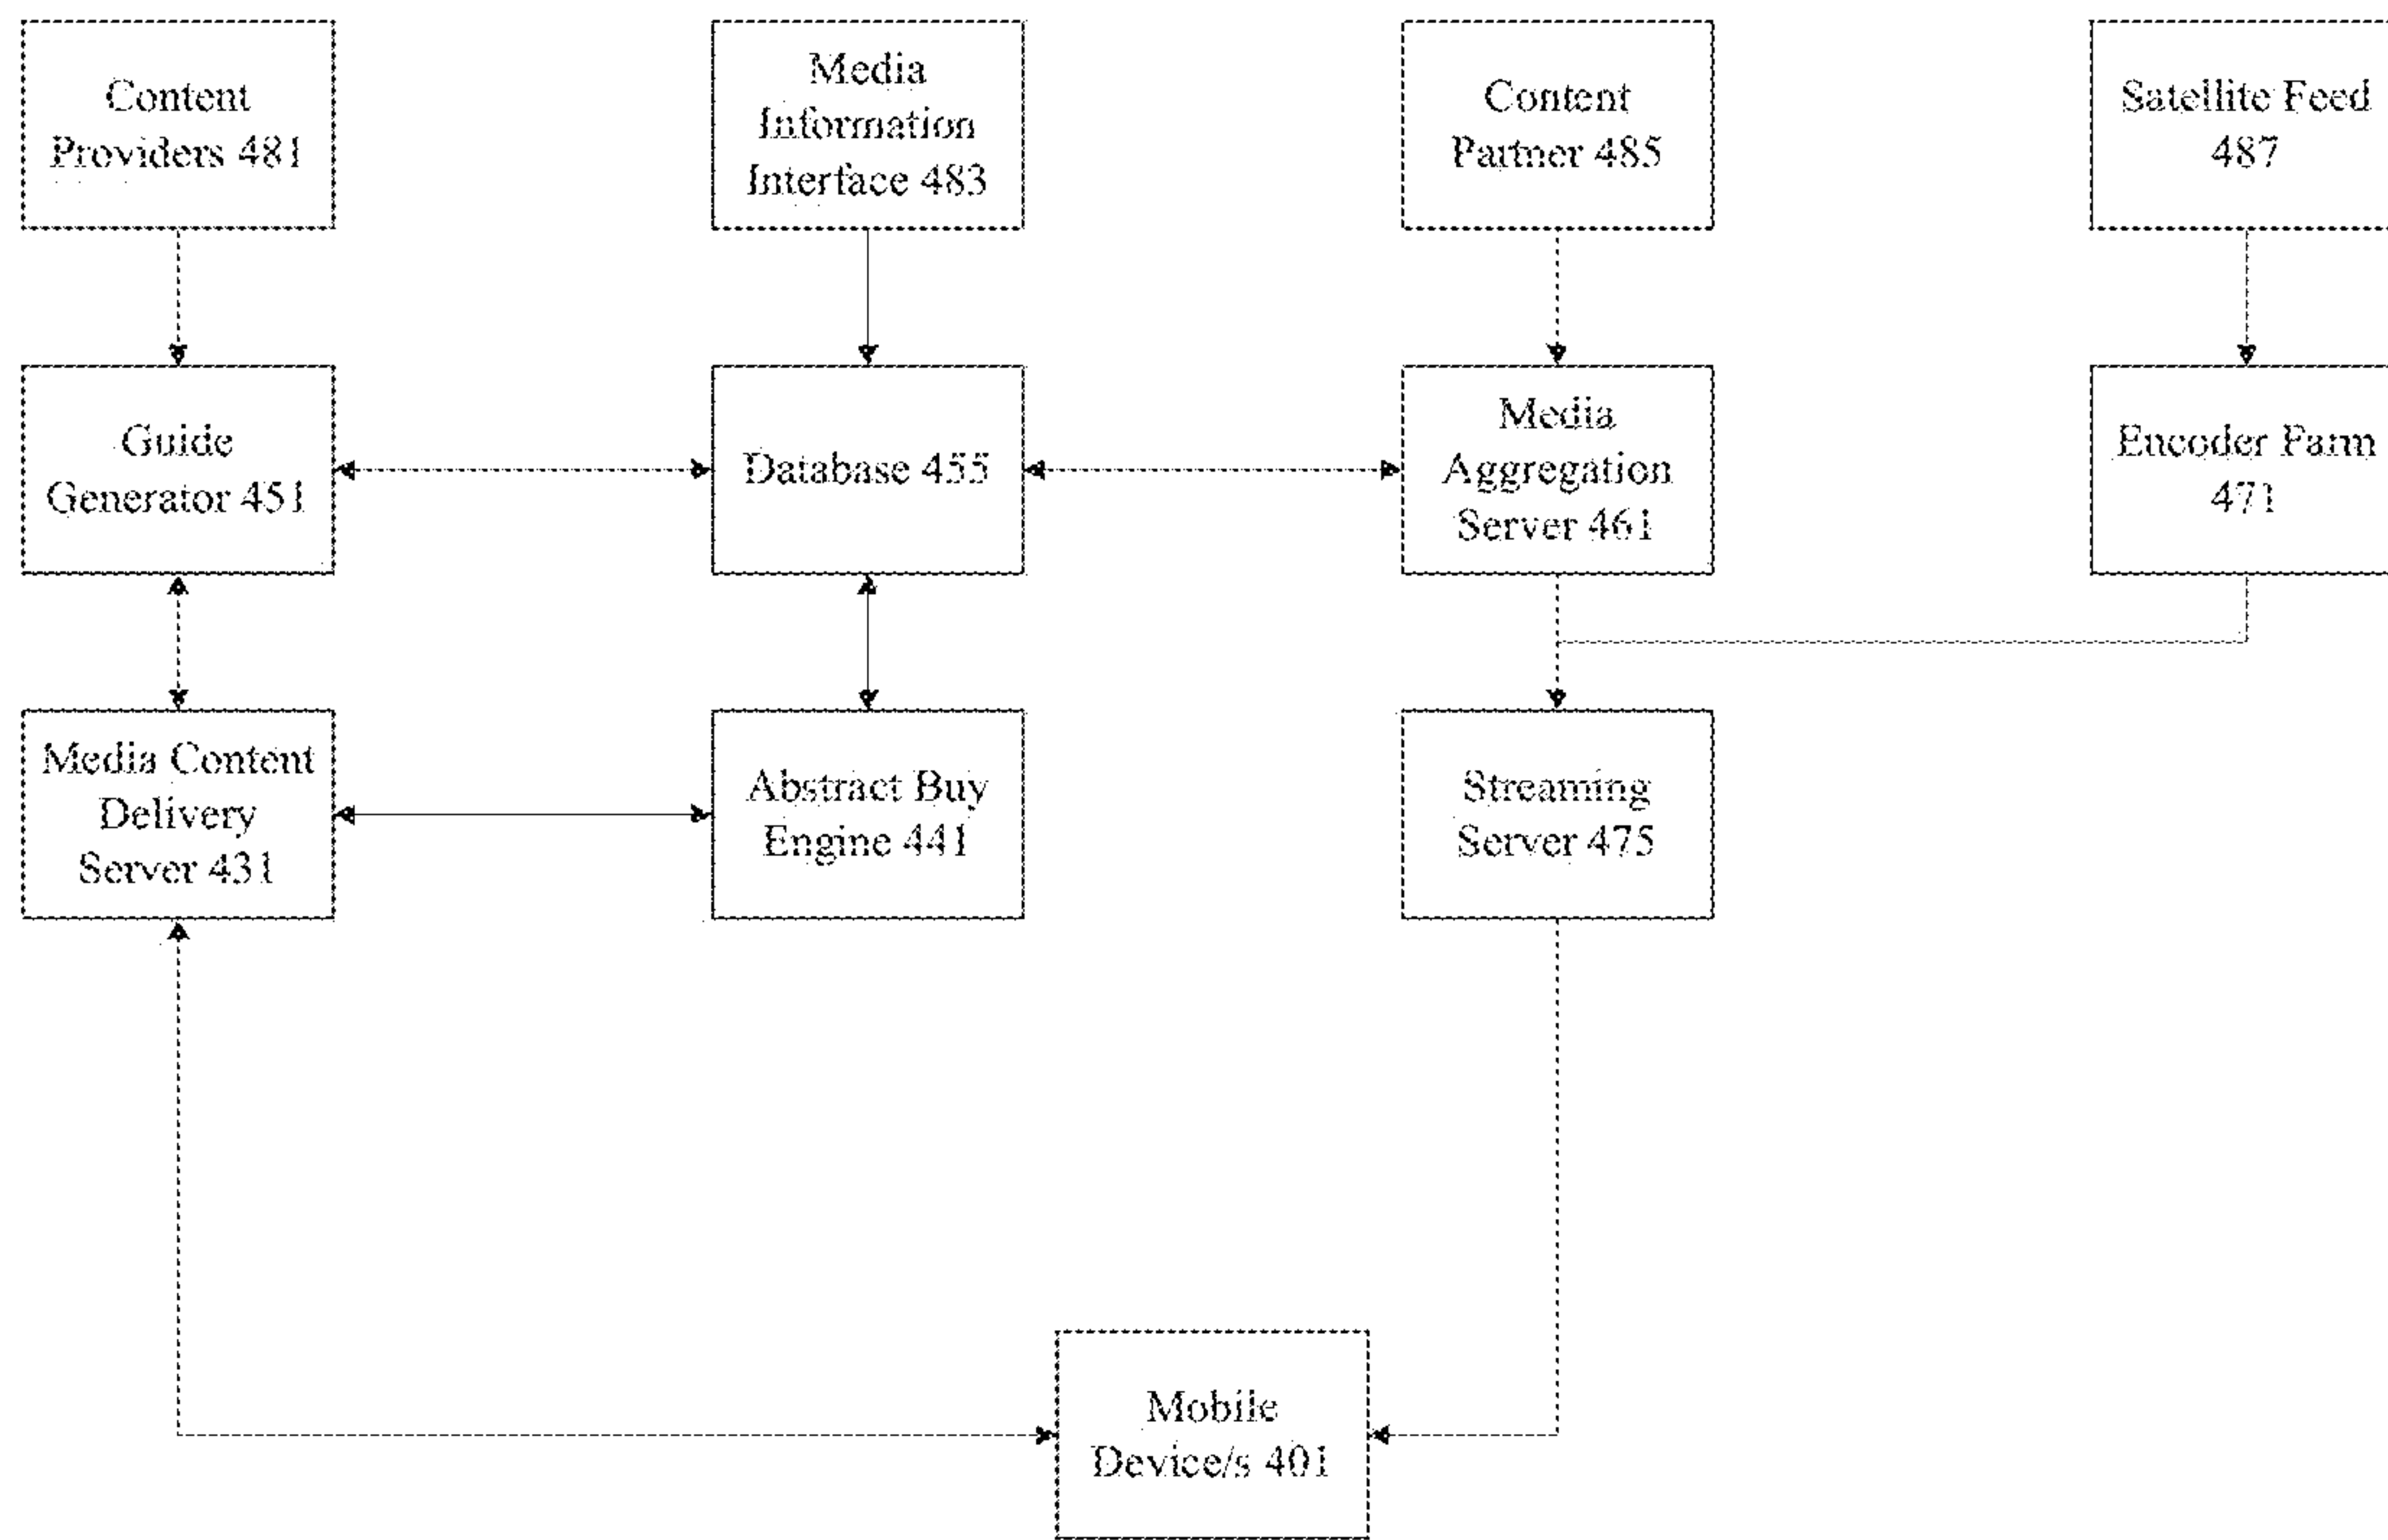 Content
Providers 481
Media
Information
Interface 483
Content
Partner 485
Satellite Feed
487
Guide
Generator 451
Database 455
Media
Aggregation
Server 461
Encoder Farm
471
Media Content
Delivery
Server 431
Abstract Buy
Engine 441
Streaming
Server 475
Mobile
Device/s 401